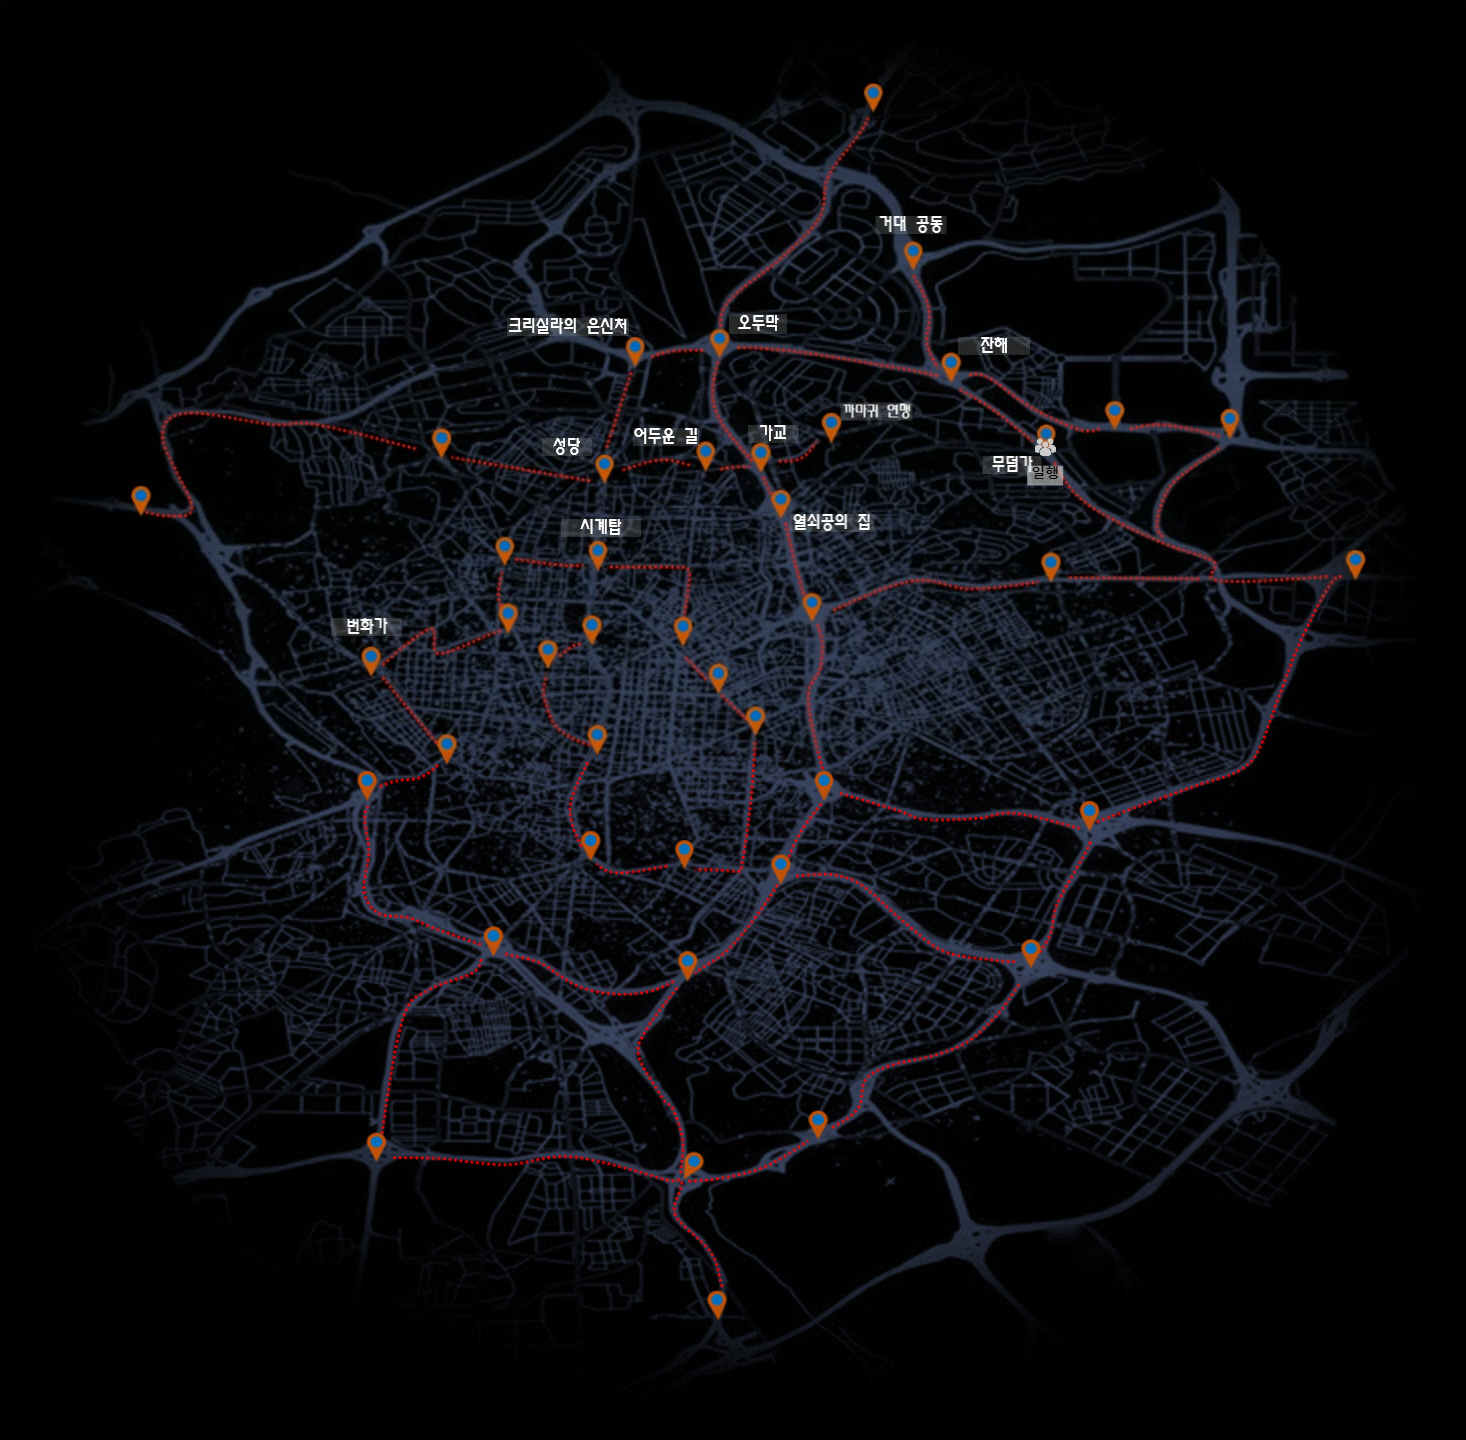 거대 공동
오두막
크리실라의 은신처
잔해
까마귀 언행
가교
어두운 길
성당
무덤가
일행
열쇠공의 집
시계탑
번화가